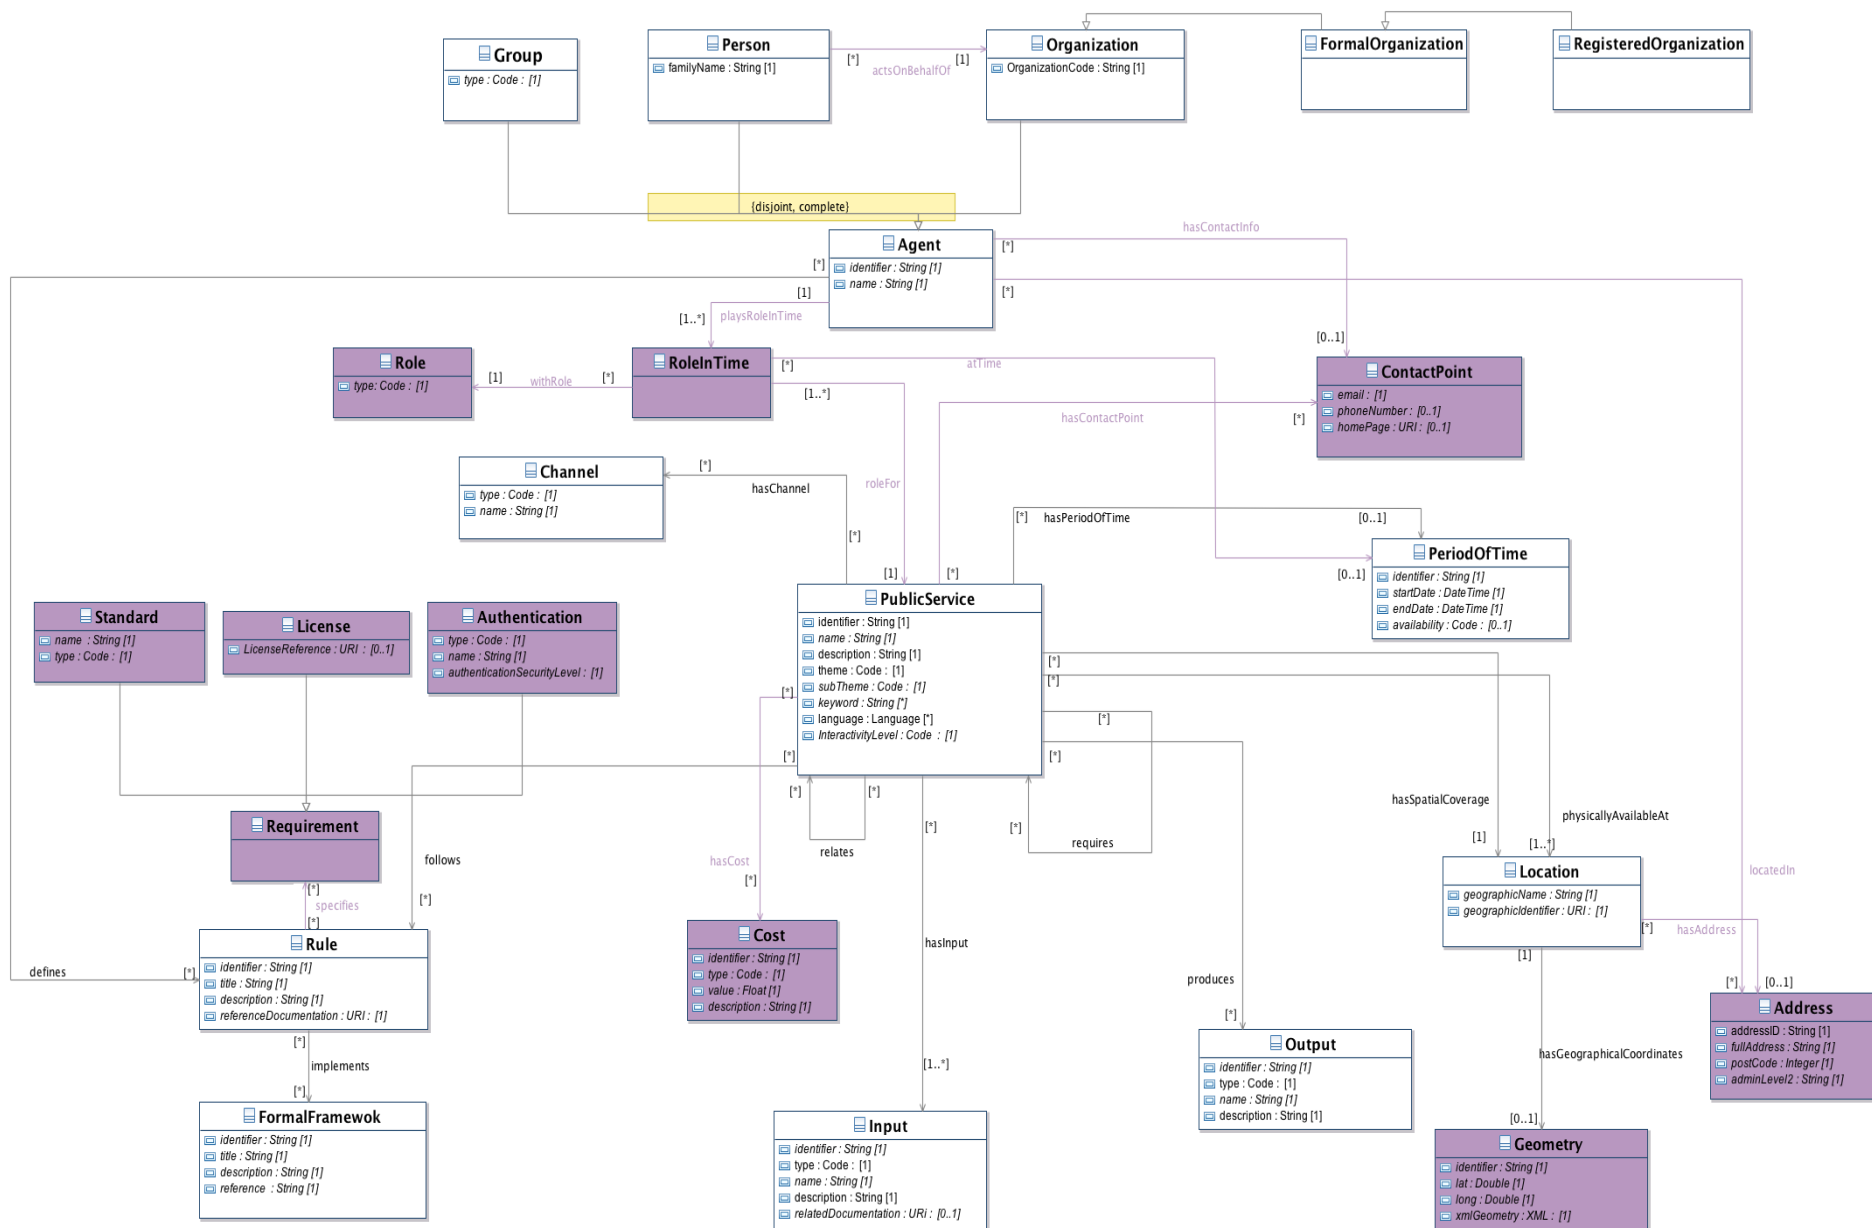 Group
type : Code : [1]
Person
familyName : String [1]
[*]
[1]
actsOnBehalfOf
Organization
OrganizationCode : String [1]
FormalOrganization
RegisteredOrganization
{disjoint, complete}
Agent
identifier : String [1]
name : String [1]
[*]
[*]
[*]
hasContactInfo
[1]
[1..*]
playsRoleInTime
[0..1]
Role
type: Code : [1]
[1]
withRole
[*]
RoleInTime
[*]
atTime
[1..*]
ContactPoint
email : [1]
phoneNumber : [0..1]
homePage : URI : [0..1]
hasContactPoint
[*]
Channel
type : Code : [1]
name : String [1]
[*]
hasChannel
[*]
roleFor
[1]
[*]
[*]
hasPeriodOfTime
[0..1]
[0..1]
PeriodOfTime
identifier : String [1]
startDate : DateTime [1]
endDate : DateTime [1]
availability : Code : [0..1]
Standard
name : String [1]
type : Code : [1]
License
LicenseReference : URI : [0..1]
Authentication
type : Code : [1]
name : String [1]
authenticationSecurityLevel : [1]
PublicService
identifier : String [1]
name : String [1]
description : String [1]
theme : Code : [1]
subTheme : Code : [1]
keyword : String [*]
language : Language [*]
InteractivityLevel : Code : [1]
[*]
[*]
[*]
[*]
[*]
[*]
[*]
[*]
relates
[*]
[*]
requires
hasSpatialCoverage
[1]
physicallyAvailableAt
[1..*]
Requirement
[*]
specifies
[*]
follows
[*]
hasCost
[*]
Location
geographicName : String [1]
geographicIdentifier : URI : [1]
[*]
hasAddress
locatedIn
[1]
Rule
identifier : String [1]
title : String [1]
description : String [1]
referenceDocumentation : URI : [1]
defines
[*]
Cost
identifier : String [1]
type : Code : [1]
value : Float [1]
description : String [1]
hasInput
produces
[*]
[*]
[0..1]
Address
addressID : String [1]
fullAddress : String [1]
postCode : Integer [1]
adminLevel2 : String [1]
[*]
implements
[*]
[1..*]
Output
identifier : String [1]
type : Code : [1]
name : String [1]
description : String [1]
hasGeographicalCoordinates
[0..1]
FormalFramewok
identifier : String [1]
title : String [1]
description : String [1]
reference : String [1]
Input
identifier : String [1]
type : Code : [1]
name : String [1]
description : String [1]
relatedDocumentation : URi : [0..1]
Geometry
identifier : String [1]
lat : Double [1]
long : Double [1]
xmlGeometry : XML : [1]